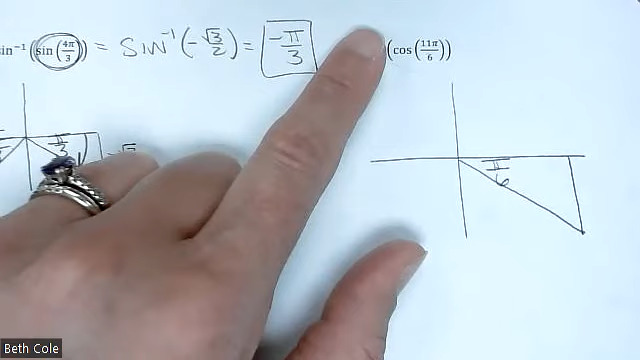 in⁻¹(sin(4π/3)) = SIN⁻¹(-√3/2) = -π/3
(cos(11π/6))
π/3
π/6
Beth Cole